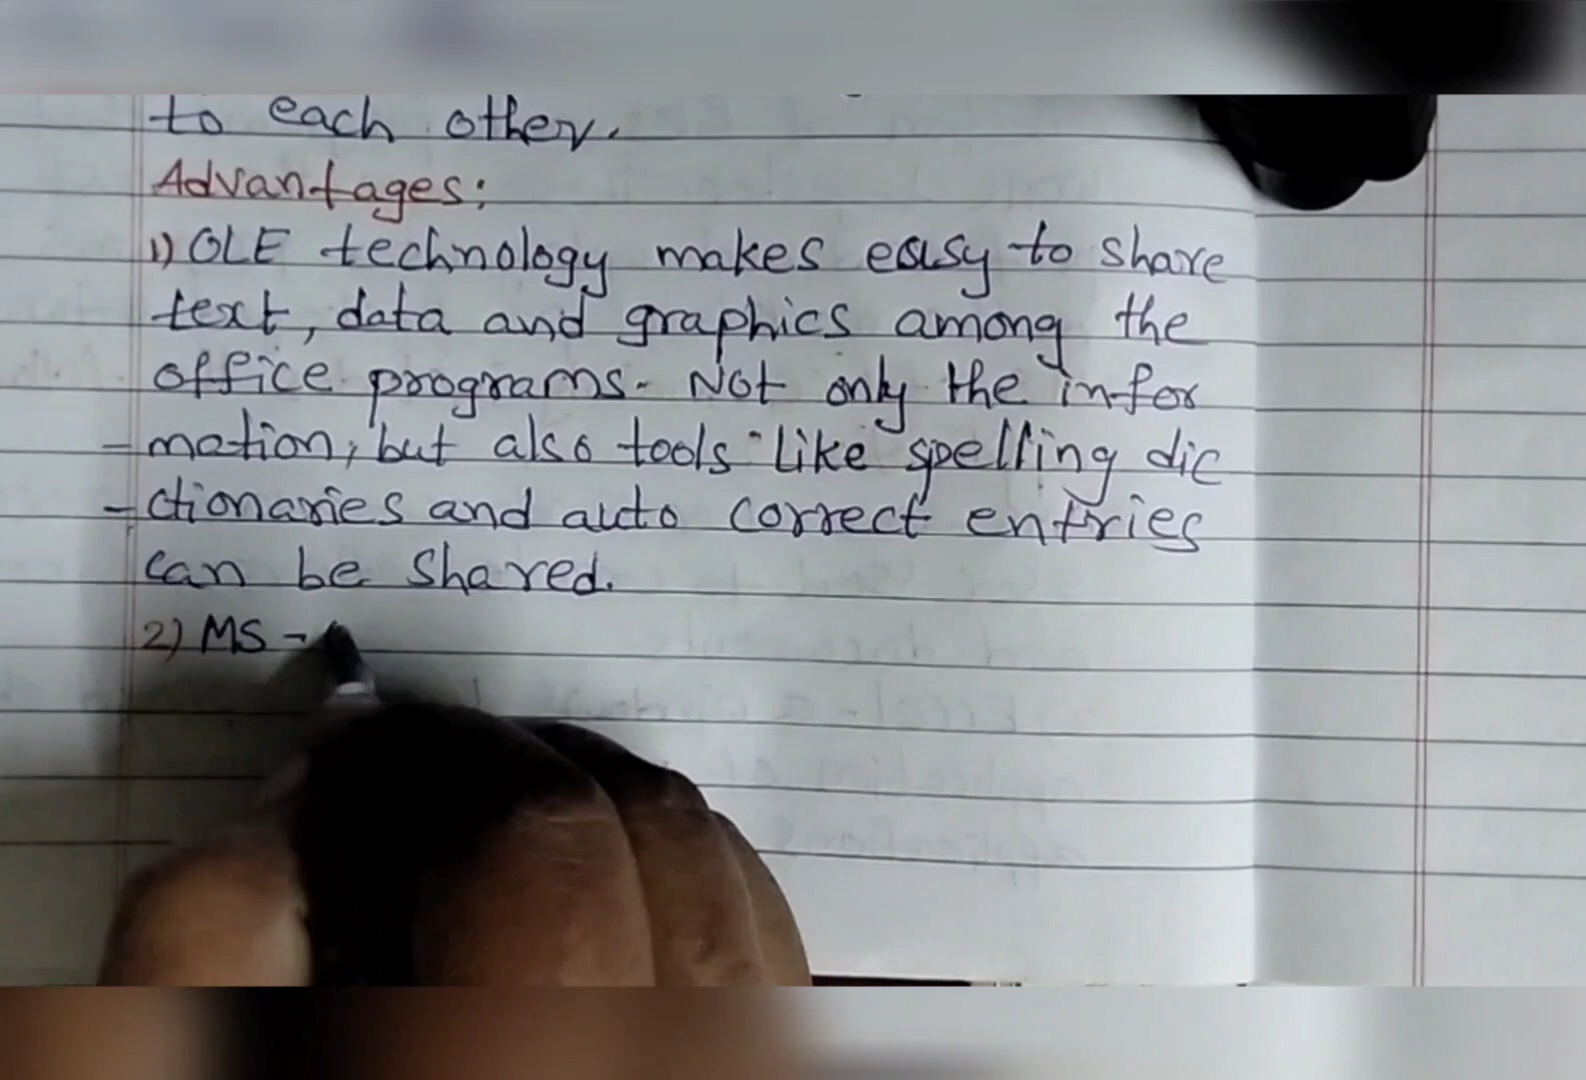 to each other.
Advantages:
1) OLE technology makes easy to share
text, data and graphics among the
office programs. Not only the infor
-mation, but also tools like spelling dic
-ctionaries and auto correct entries
can be shared.
2) MS -